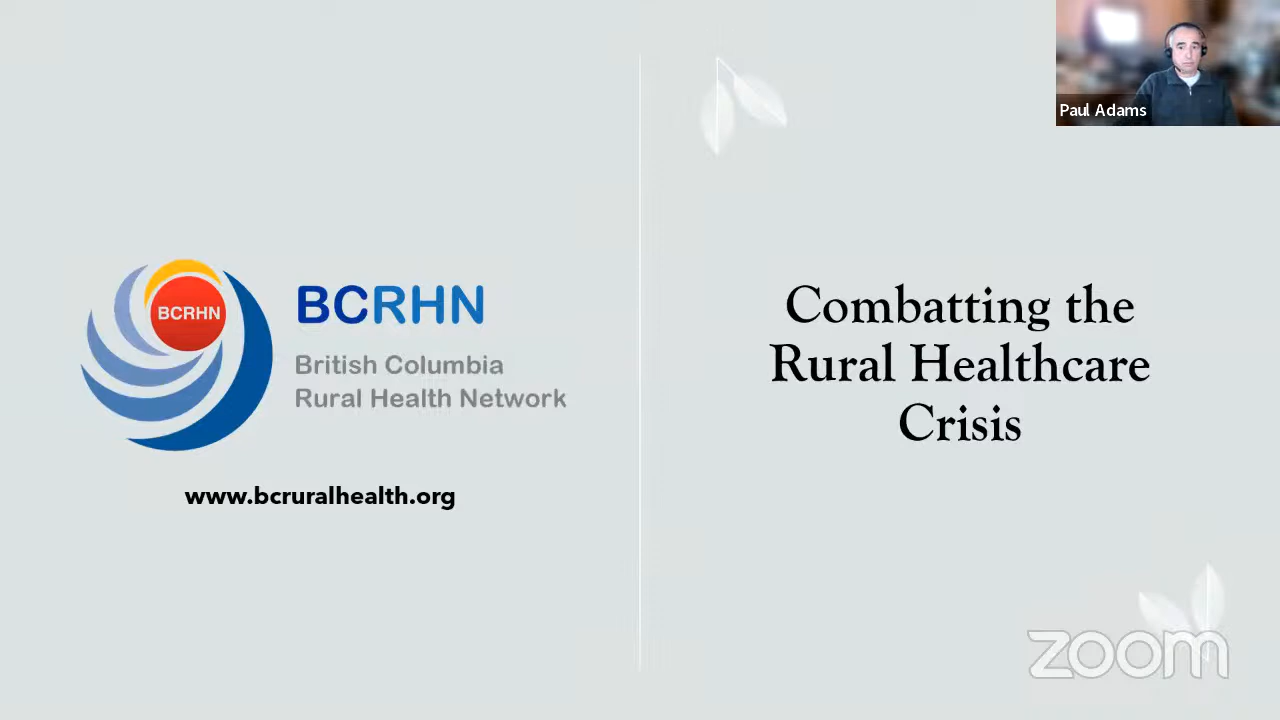 Paul Adams
BCRHN
BCRHN
British Columbia
Rural Health Network
www.bcruralhealth.org
Combatting the
Rural Healthcare
Crisis
zoom